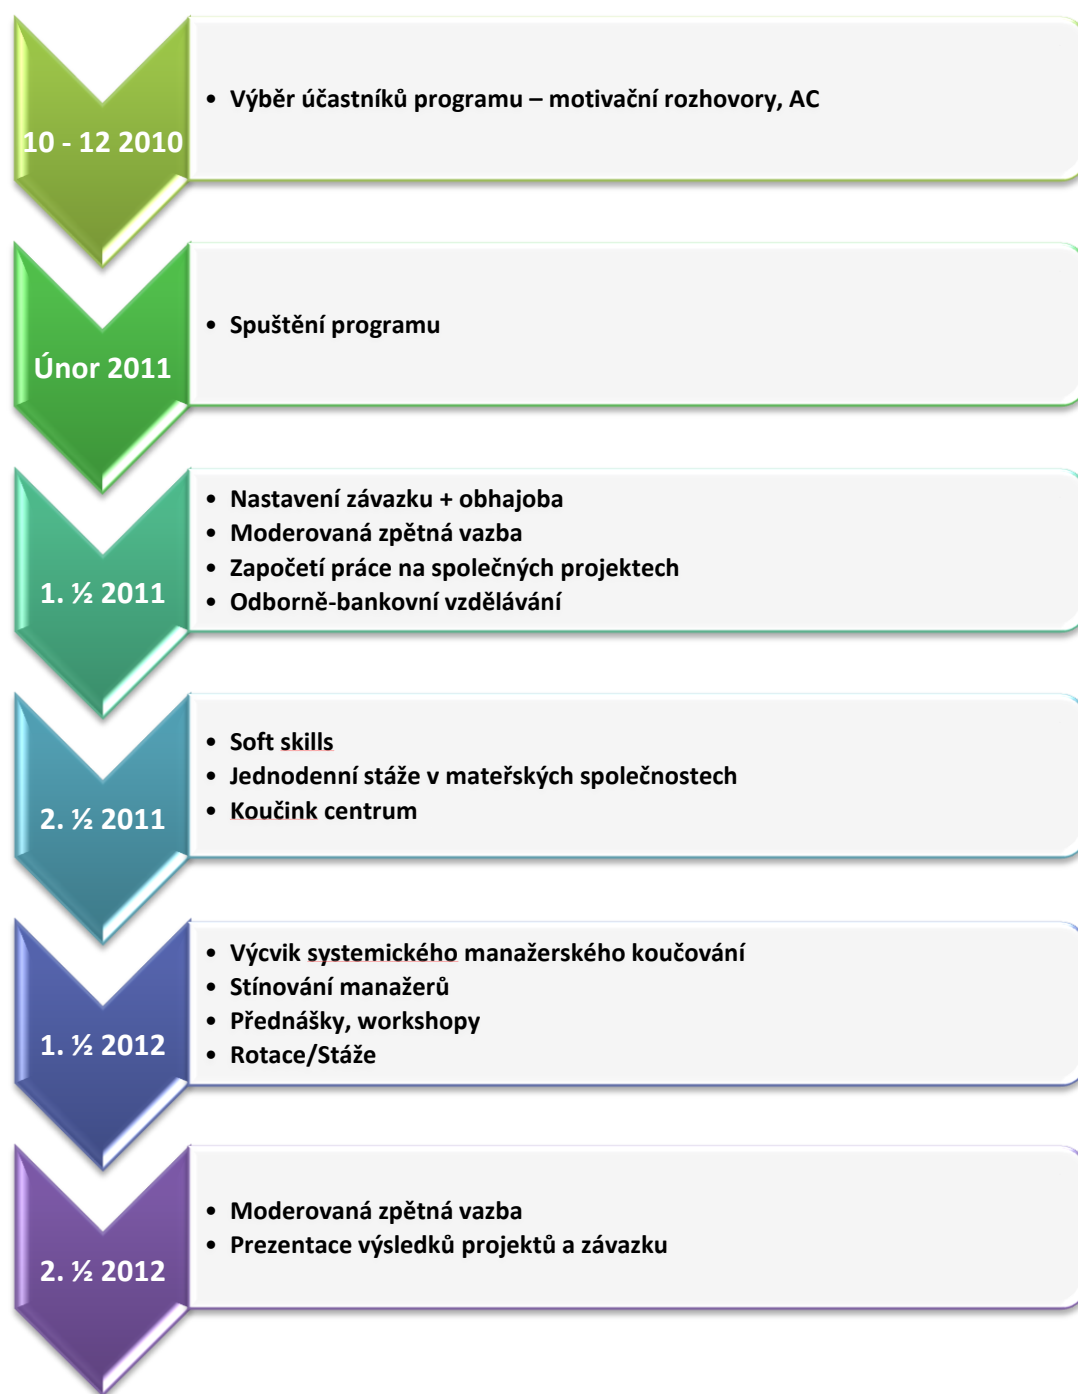 10 - 12 2010
• Výběr účastníků programu – motivační rozhovory, AC
Únor 2011
• Spuštění programu
1. ½ 2011
• Nastavení závazku + obhajoba
• Moderovaná zpětná vazba
• Započetí práce na společných projektech
• Odborně-bankovní vzdělávání
2. ½ 2011
• Soft skills
• Jednodenní stáže v mateřských společnostech
• Koučink centrum
1. ½ 2012
• Výcvik systemického manažerského koučování
• Stínování manažerů
• Přednášky, workshopy
• Rotace/Stáže
2. ½ 2012
• Moderovaná zpětná vazba
• Prezentace výsledků projektů a závazku